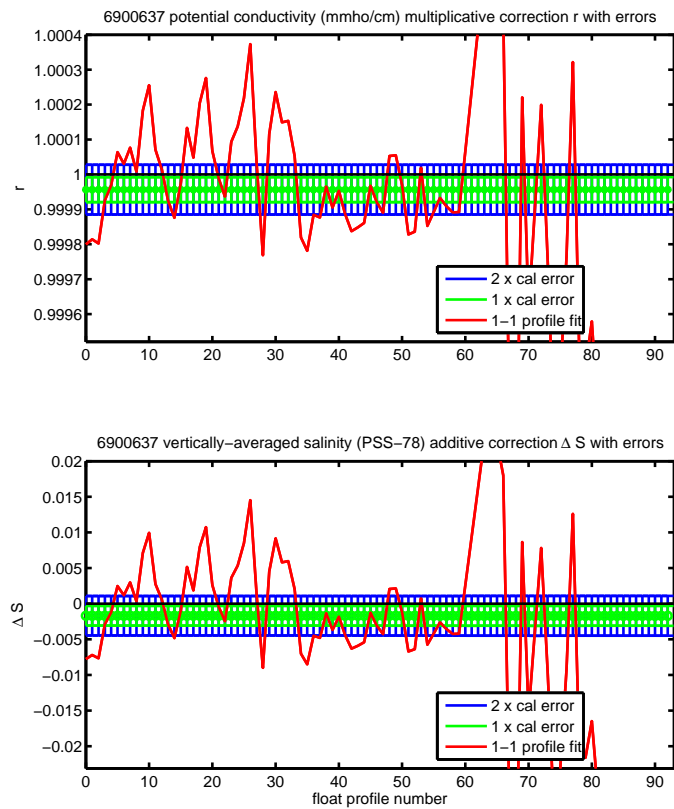 6900637 potential conductivity (mmho/cm) multiplicative correction r with errors
1.0004
1.0003
1.0002
1.0001
1
0.9999
0.9998
0.9997
0.9996
r
2 x cal error
1 x cal error
1−1 profile fit
0 10 20 30 40 50 60 70 80 90
6900637 vertically−averaged salinity (PSS−78) additive correction Δ S with errors
0.02
0.015
0.01
0.005
0
−0.005
−0.01
−0.015
−0.02
Δ S
2 x cal error
1 x cal error
1−1 profile fit
0 10 20 30 40 50 60 70 80 90
float profile number